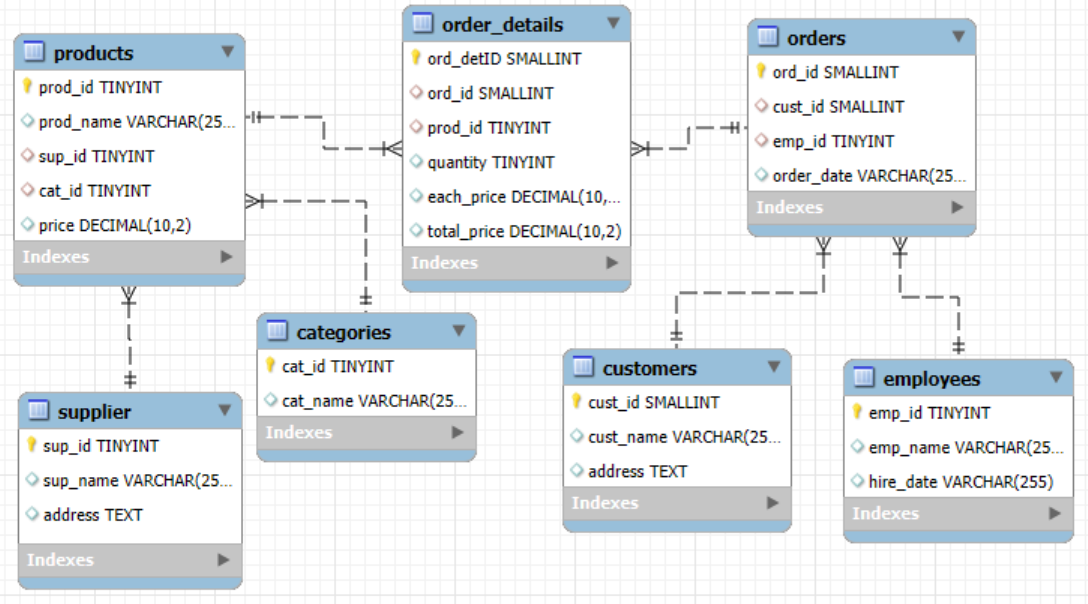 products
prod_id TINYINT
prod_name VARCHAR(25...
sup_id TINYINT
cat_id TINYINT
price DECIMAL(10,2)
Indexes
order_details
ord_detID SMALLINT
ord_id SMALLINT
prod_id TINYINT
quantity TINYINT
each_price DECIMAL(10,...
total_price DECIMAL(10,2)
Indexes
orders
ord_id SMALLINT
cust_id SMALLINT
emp_id TINYINT
order_date VARCHAR(25...
Indexes
supplier
sup_id TINYINT
sup_name VARCHAR(25...
address TEXT
Indexes
categories
cat_id TINYINT
cat_name VARCHAR(25...
Indexes
customers
cust_id SMALLINT
cust_name VARCHAR(25...
address TEXT
Indexes
employees
emp_id TINYINT
emp_name VARCHAR(25...
hire_date VARCHAR(255)
Indexes